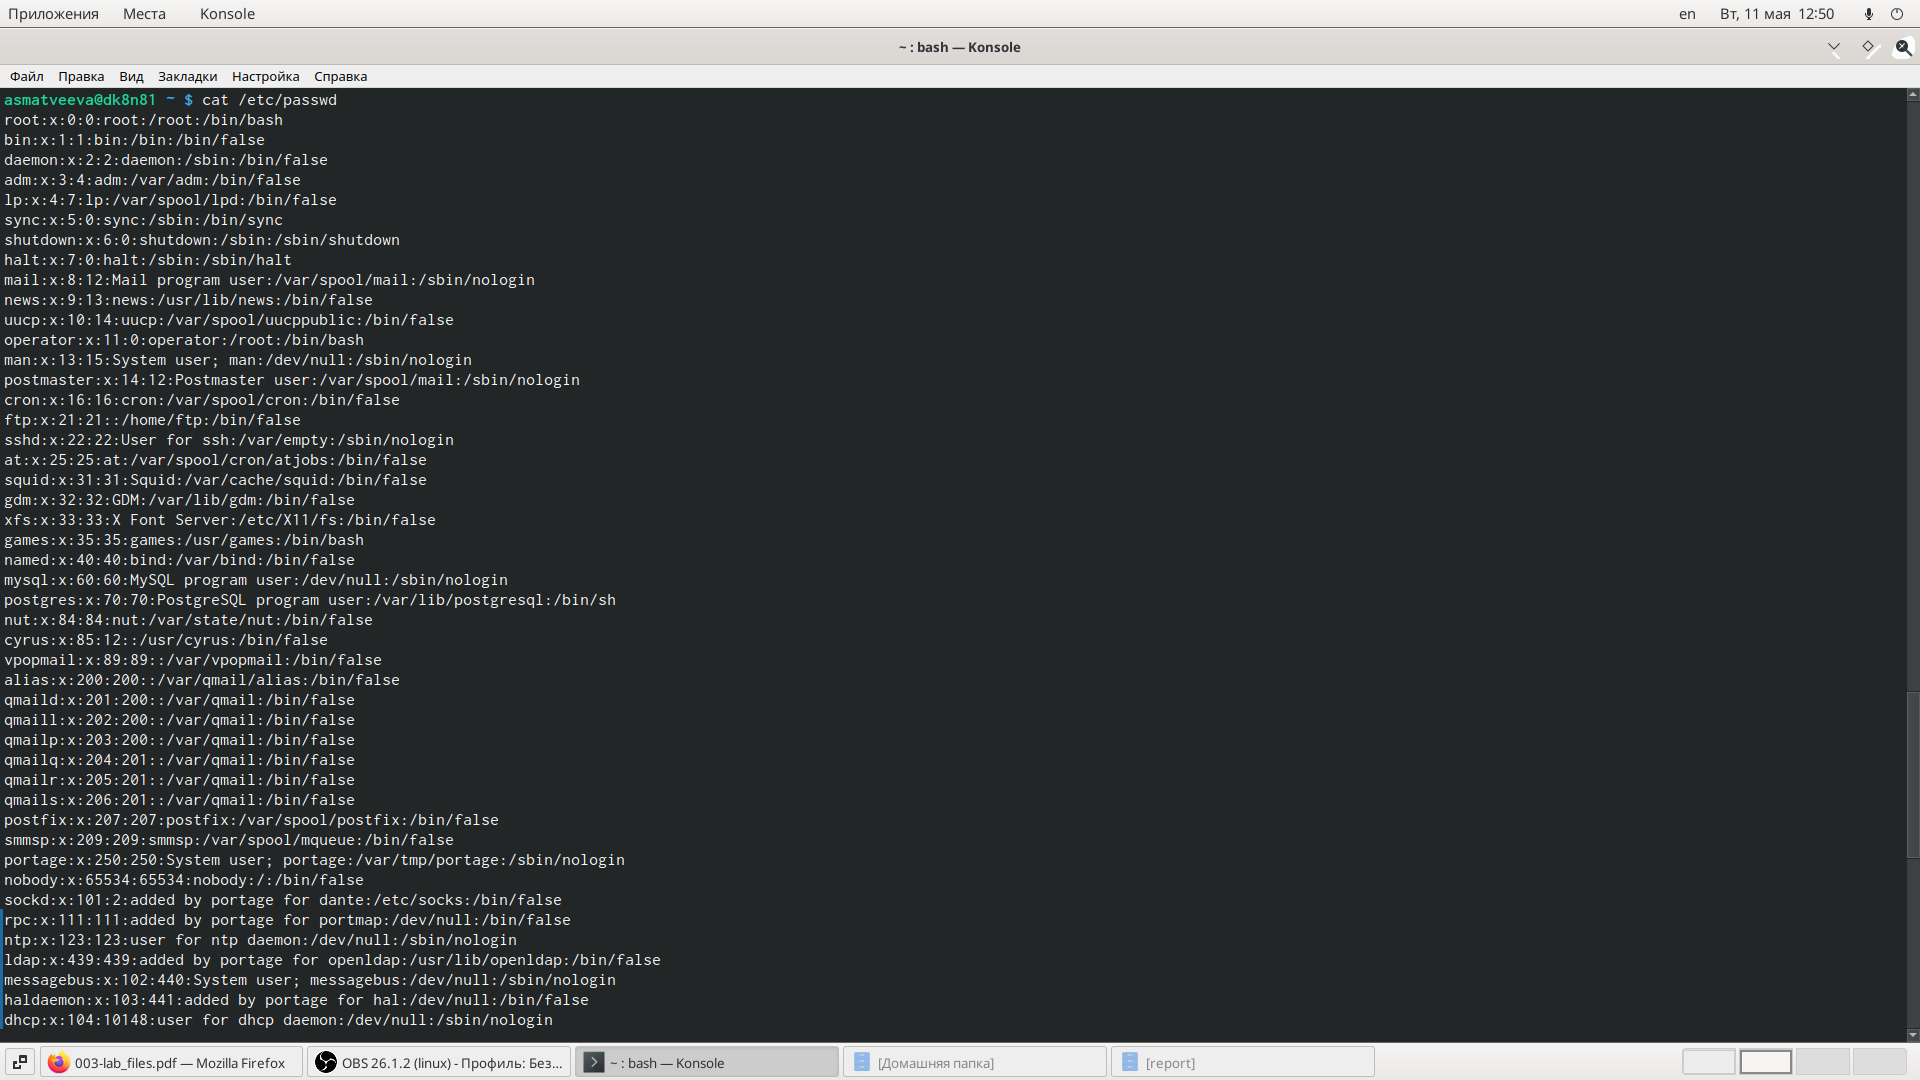 Приложения Места Konsole en Вт, 11 мая 12:50
~ : bash — Konsole
Файл Правка Вид Закладки Настройка Справка
asmatveeva@dk8n81 ~ $ cat /etc/passwd
root:x:0:0:root:/root:/bin/bash
bin:x:1:1:bin:/bin:/bin/false
daemon:x:2:2:daemon:/sbin:/bin/false
adm:x:3:4:adm:/var/adm:/bin/false
lp:x:4:7:lp:/var/spool/lpd:/bin/false
sync:x:5:0:sync:/sbin:/bin/sync
shutdown:x:6:0:shutdown:/sbin:/sbin/shutdown
halt:x:7:0:halt:/sbin:/sbin/halt
mail:x:8:12:Mail program user:/var/spool/mail:/sbin/nologin
news:x:9:13:news:/usr/lib/news:/bin/false
uucp:x:10:14:uucp:/var/spool/uucppublic:/bin/false
operator:x:11:0:operator:/root:/bin/bash
man:x:13:15:System user; man:/dev/null:/sbin/nologin
postmaster:x:14:12:Postmaster user:/var/spool/mail:/sbin/nologin
cron:x:16:16:cron:/var/spool/cron:/bin/false
ftp:x:21:21::/home/ftp:/bin/false
sshd:x:22:22:User for ssh:/var/empty:/sbin/nologin
at:x:25:25:at:/var/spool/cron/atjobs:/bin/false
squid:x:31:31:Squid:/var/cache/squid:/bin/false
gdm:x:32:32:GDM:/var/lib/gdm:/bin/false
xfs:x:33:33:X Font Server:/etc/X11/fs:/bin/false
games:x:35:35:games:/usr/games:/bin/bash
named:x:40:40:bind:/var/bind:/bin/false
mysql:x:60:60:MySQL program user:/dev/null:/sbin/nologin
postgres:x:70:70:PostgreSQL program user:/var/lib/postgresql:/bin/sh
nut:x:84:84:nut:/var/state/nut:/bin/false
cyrus:x:85:12::/usr/cyrus:/bin/false
vpopmail:x:89:89::/var/vpopmail:/bin/false
alias:x:200:200::/var/qmail/alias:/bin/false
qmaild:x:201:200::/var/qmail:/bin/false
qmaill:x:202:200::/var/qmail:/bin/false
qmailp:x:203:200::/var/qmail:/bin/false
qmailq:x:204:201::/var/qmail:/bin/false
qmailr:x:205:201::/var/qmail:/bin/false
qmails:x:206:201::/var/qmail:/bin/false
postfix:x:207:207:postfix:/var/spool/postfix:/bin/false
smmsp:x:209:209:smmsp:/var/spool/mqueue:/bin/false
portage:x:250:250:System user; portage:/var/tmp/portage:/sbin/nologin
nobody:x:65534:65534:nobody:/:/bin/false
sockd:x:101:2:added by portage for dante:/etc/socks:/bin/false
rpc:x:111:111:added by portage for portmap:/dev/null:/bin/false
ntp:x:123:123:user for ntp daemon:/dev/null:/sbin/nologin
ldap:x:439:439:added by portage for openldap:/usr/lib/openldap:/bin/false
messagebus:x:102:440:System user; messagebus:/dev/null:/sbin/nologin
haldaemon:x:103:441:added by portage for hal:/dev/null:/bin/false
dhcp:x:104:10148:user for dhcp daemon:/dev/null:/sbin/nologin
003-lab_files.pdf — Mozilla Firefox OBS 26.1.2 (linux) - Профиль: Без... ~ : bash — Konsole [Домашняя папка] [report]